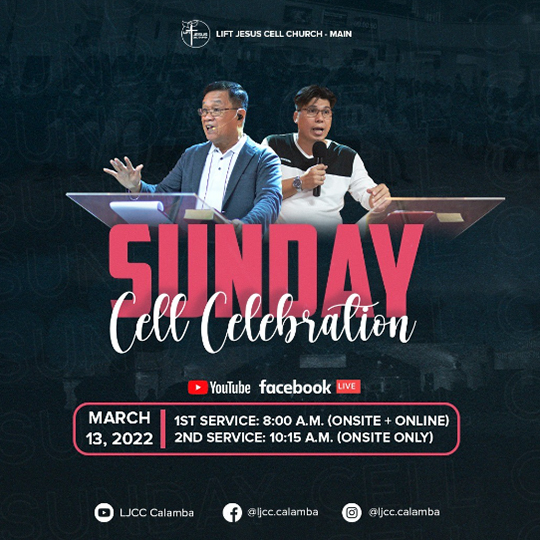 LIFT JESUS CELL CHURCH - MAIN
SUNDAY
Cell Celebration
YouTube facebook LIVE
MARCH
13, 2022
1ST SERVICE: 8:00 A.M. (ONSITE + ONLINE)
2ND SERVICE: 10:15 A.M. (ONSITE ONLY)
LJCC Calamba @ljcc.calamba @ljcc.calamba